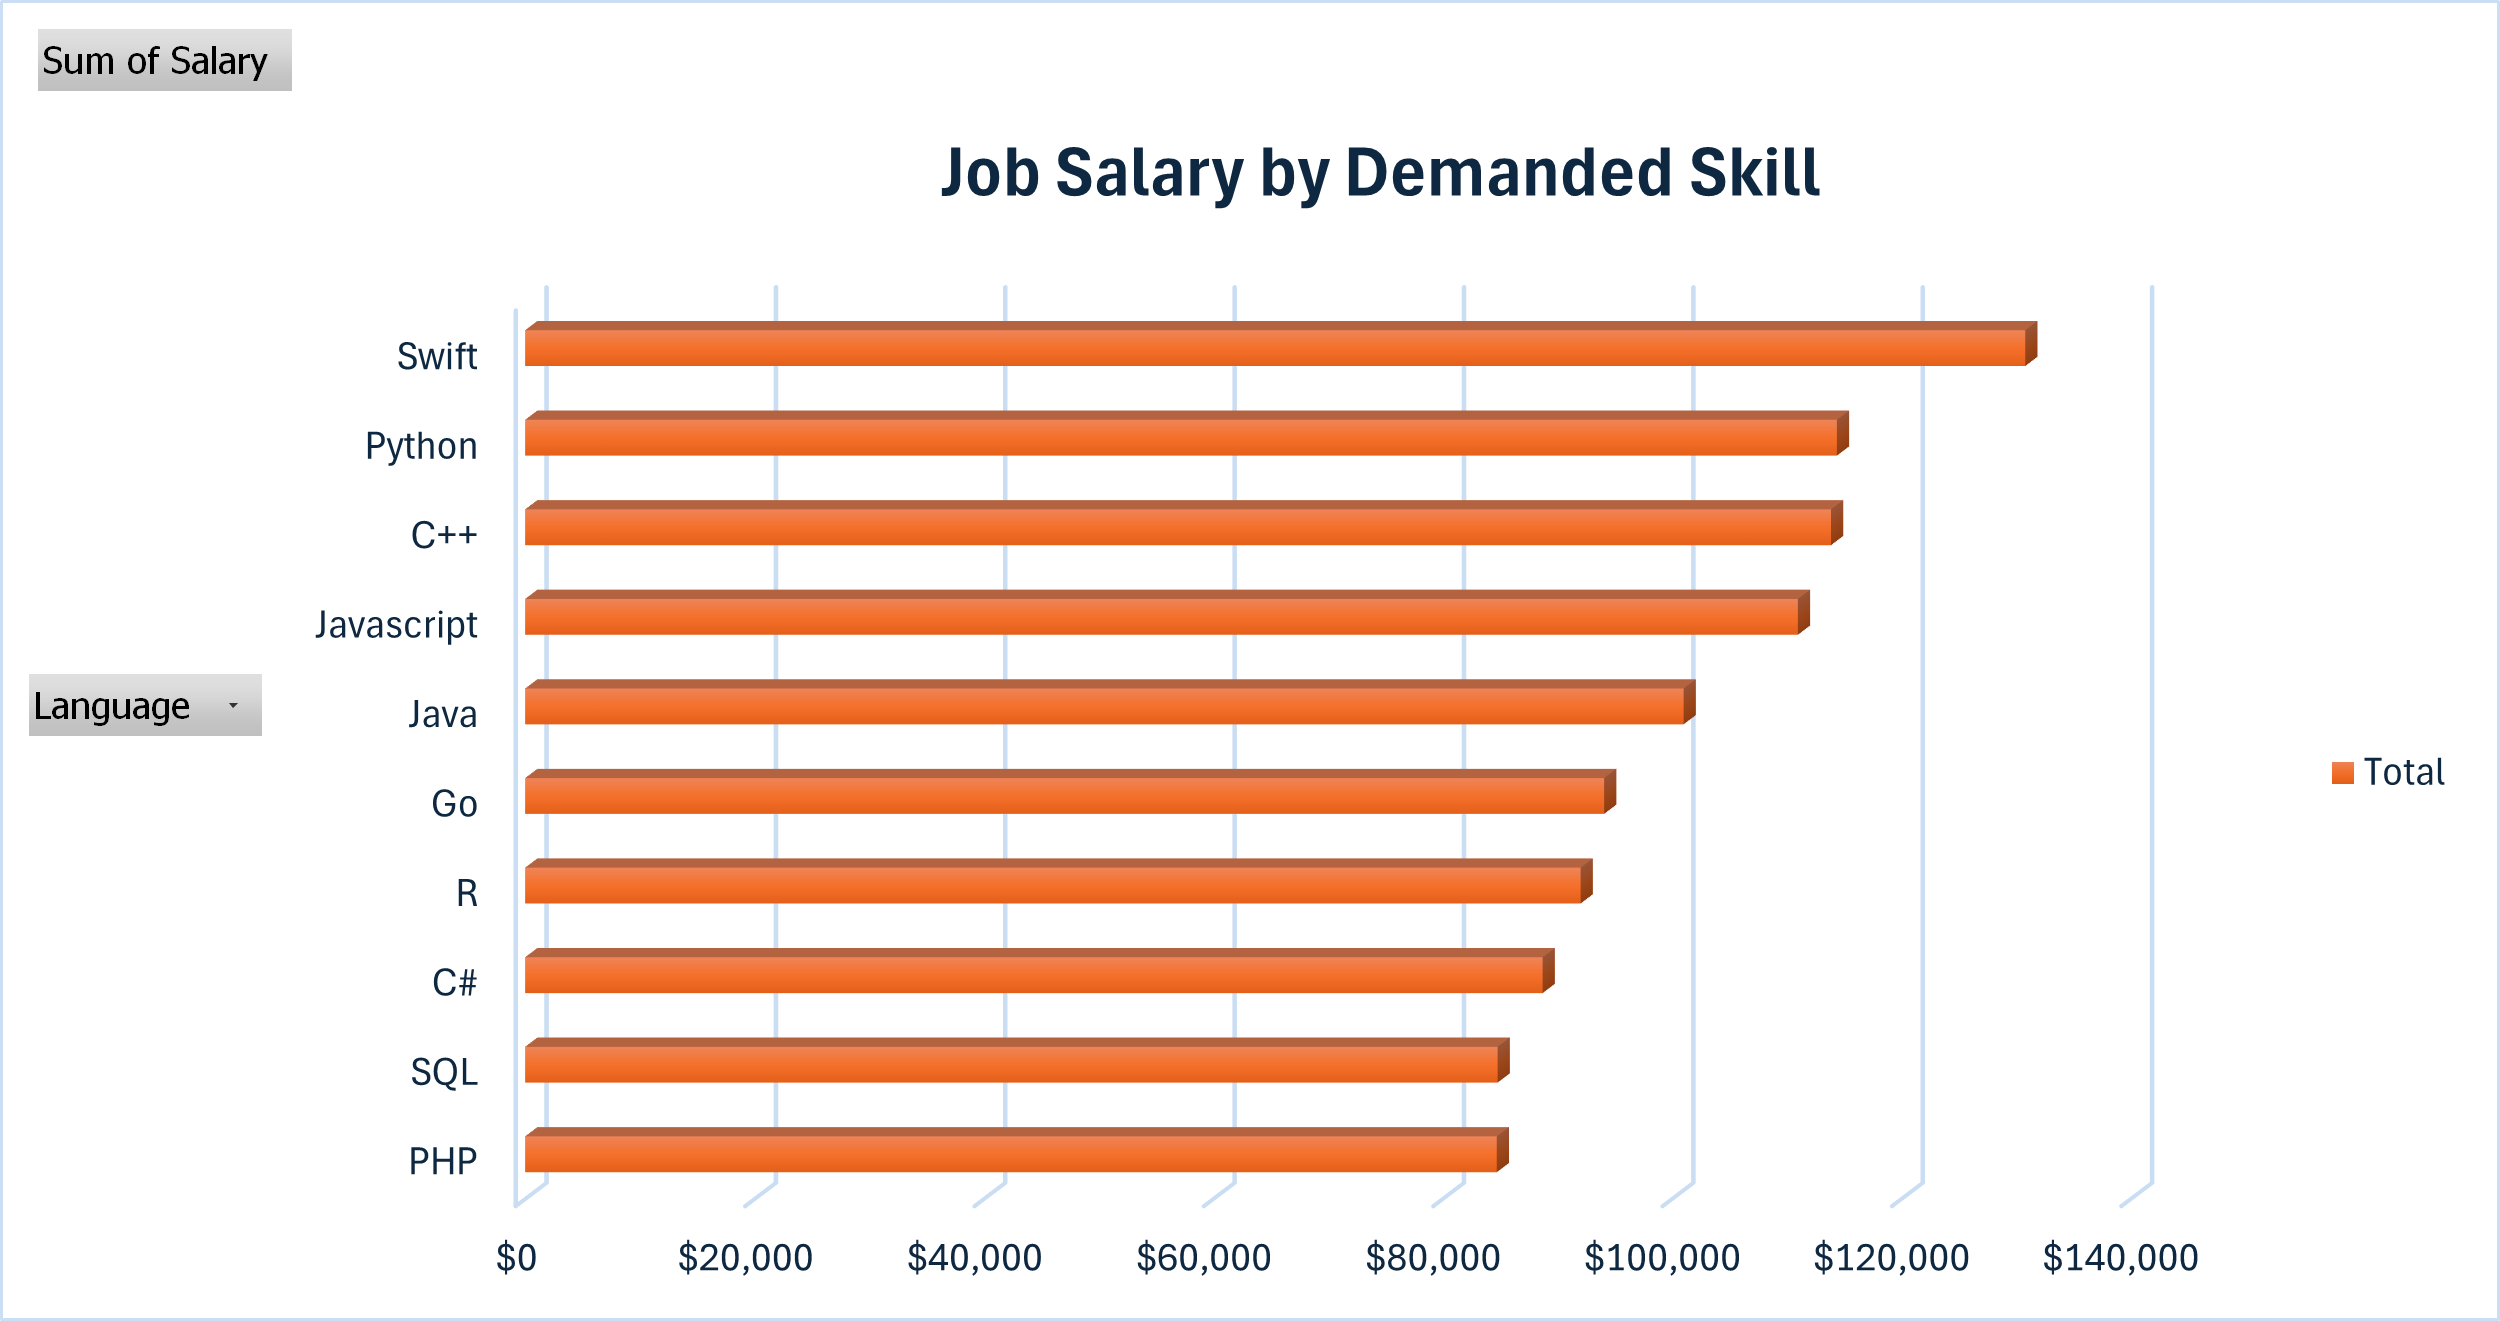 Sum of Salary
Job Salary by Demanded Skill
Swift
Python
C++
Javascript
Language
Java
Go
R
C#
SQL
PHP
Total
$0 $20,000 $40,000 $60,000 $80,000 $100,000 $120,000 $140,000